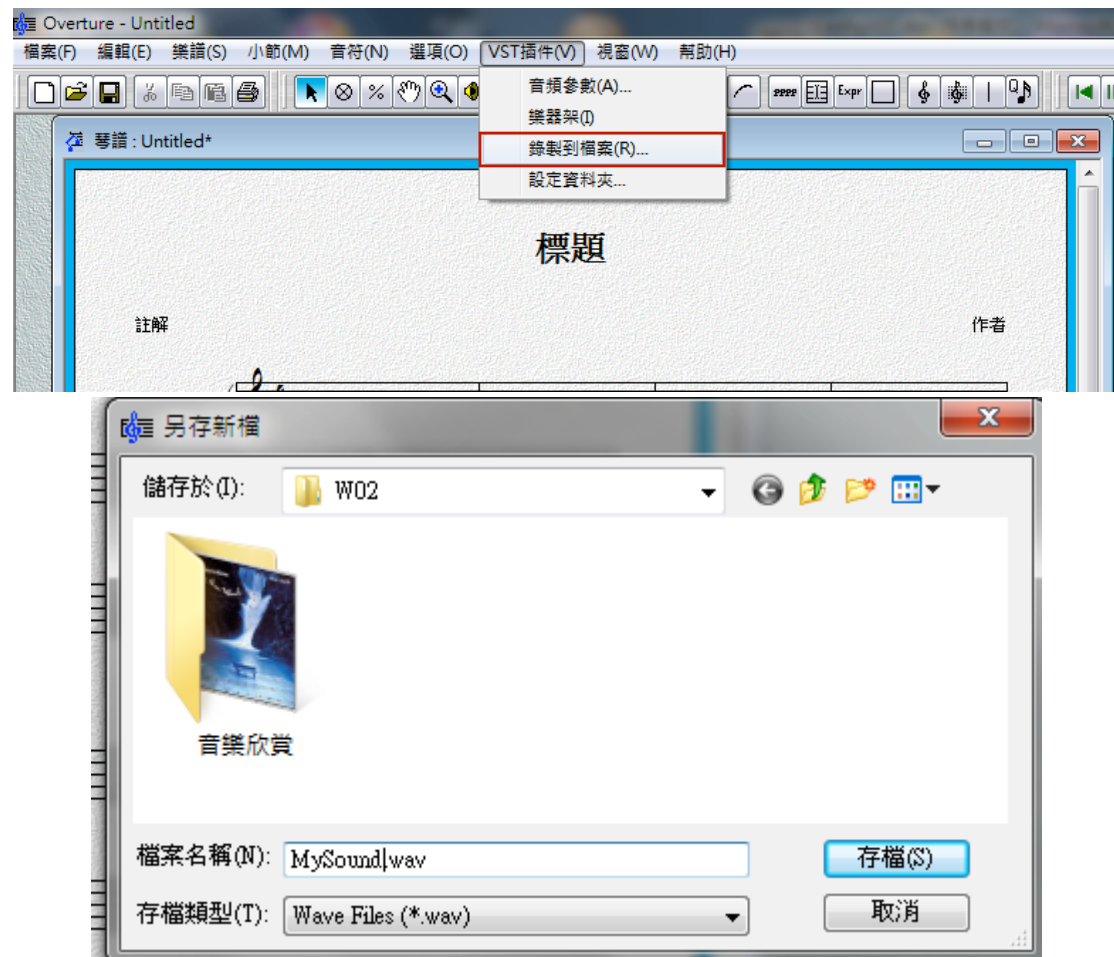 Overture - Untitled
檔案(F) 編輯(E) 樂譜(S) 小節(M) 音符(N) 選項(O) VST插件(V) 視窗(W) 幫助(H)
音頻參數(A)...
Expr
樂器架(I)
琴譜 : Untitled*
錄製到檔案(R)...
設定資料夾...
標題
註解 作者
另存新檔
儲存於(I): W02
音樂欣賞
檔案名稱(N): MySound.wav
存檔(S)
存檔類型(T): Wave Files (*.wav)
取消